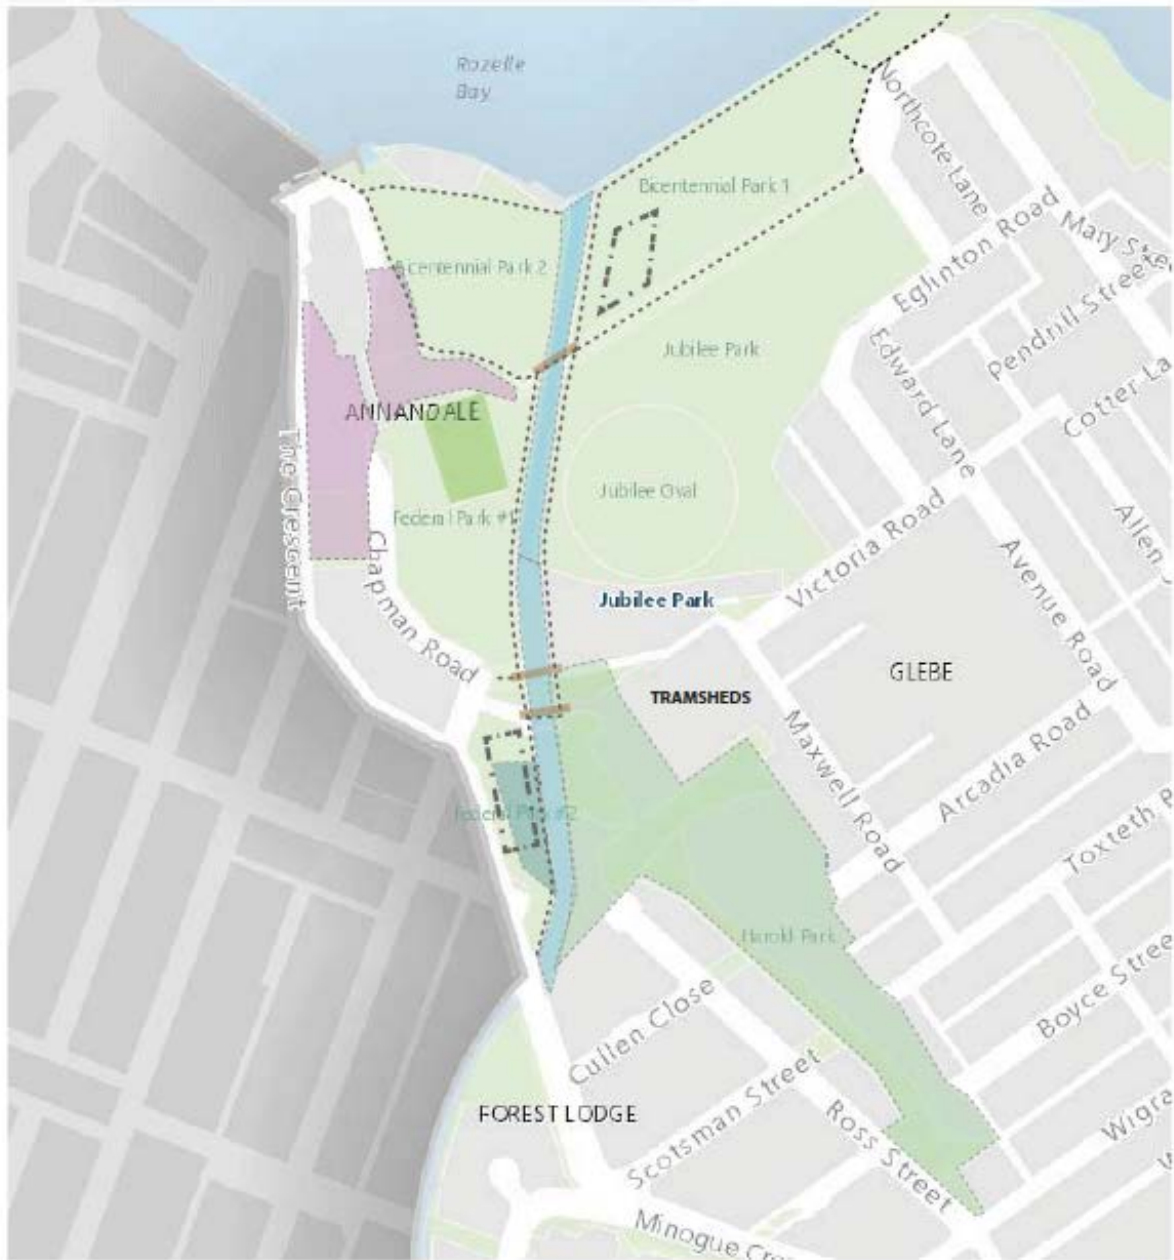 Rozelle
Bay
Northcote Lane
Bicentennial Park 1
Mary Stre
Eglinton Road
Bicentennial Park 2
Pendrill Street
Jubilee Park
Edward Lane
Cotter La
ANNANDALE
The Crescent
Jubilee Oval
Federal Park #1
Allen
Victoria Road
Chapman Road
Avenue Road
Jubilee Park
GLEBE
TRAMSHEDS
Maxwell Road
Arcadia Road
Federal Park #2
Toxteth P
Harold Park
Boyce Stree
Cullen Close
FOREST LODGE
Scotsman Street
Ross Street
Wigra
Minogue Cre